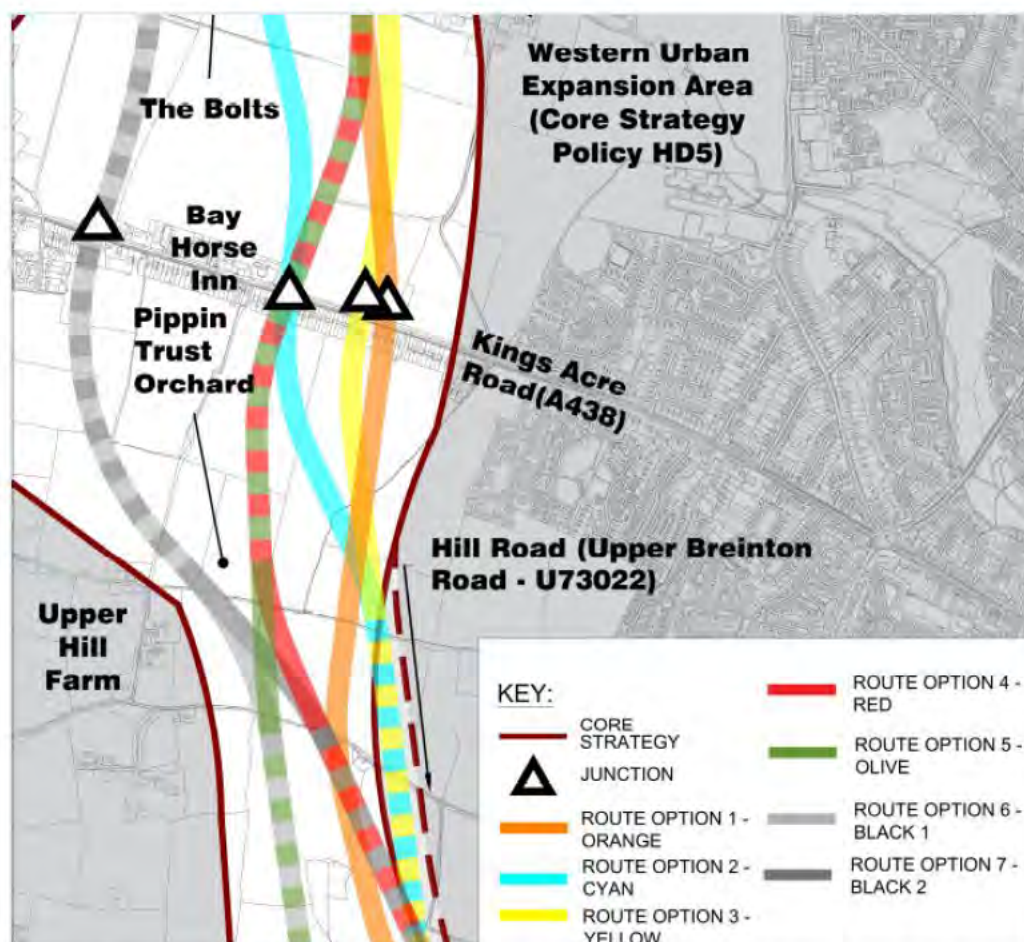 Western Urban
Expansion Area
(Core Strategy
Policy HD5)
The Bolts
Bay
Horse
Inn
Pippin
Trust
Orchard
Kings Acre
Road(A438)
Hill Road (Upper Breinton
Road - U73022)
Upper
Hill
Farm
KEY:
CORE
STRATEGY
JUNCTION
ROUTE OPTION 1 -
ORANGE
ROUTE OPTION 2 -
CYAN
ROUTE OPTION 3 -
YELLOW
ROUTE OPTION 4 -
RED
ROUTE OPTION 5 -
OLIVE
ROUTE OPTION 6 -
BLACK 1
ROUTE OPTION 7 -
BLACK 2